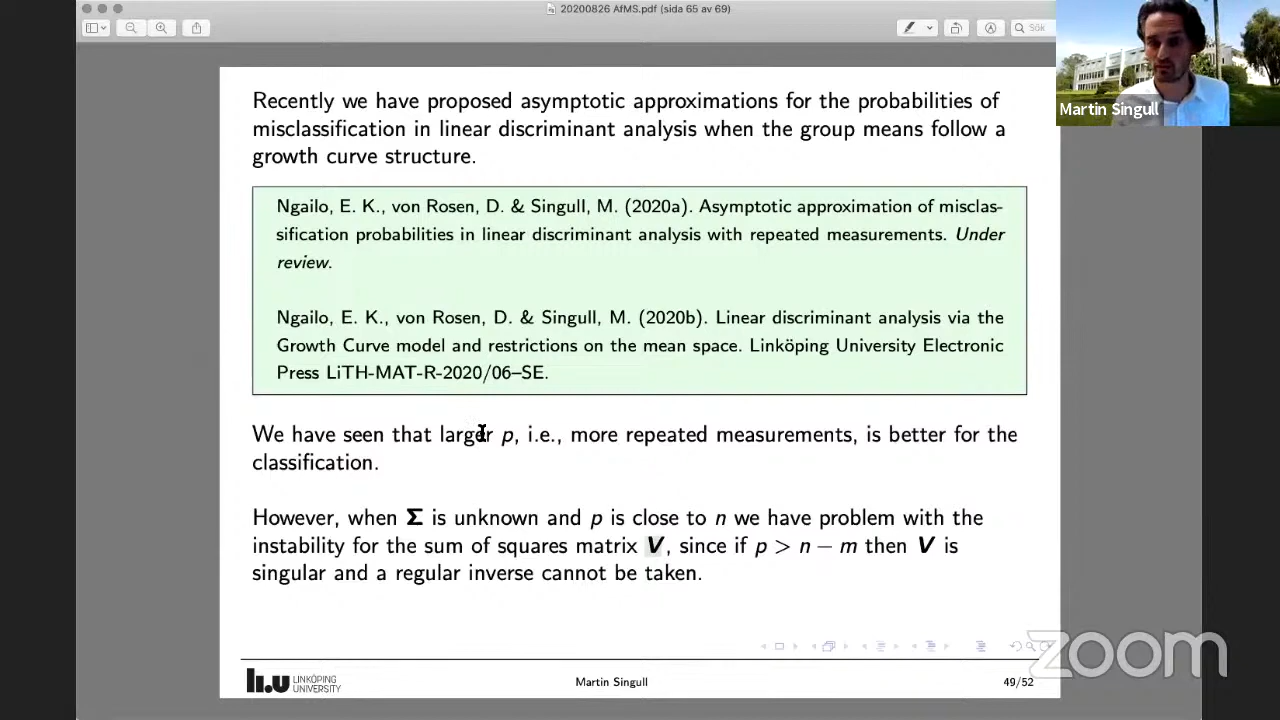 20200826 AfMS.pdf (sida 65 av 69)
Sök
Martin Singull
Recently we have proposed asymptotic approximations for the probabilities of
misclassification in linear discriminant analysis when the group means follow a
growth curve structure.
Ngailo, E. K., von Rosen, D. & Singull, M. (2020a). Asymptotic approximation of misclas-
sification probabilities in linear discriminant analysis with repeated measurements. Under
review.
Ngailo, E. K., von Rosen, D. & Singull, M. (2020b). Linear discriminant analysis via the
Growth Curve model and restrictions on the mean space. Linköping University Electronic
Press LiTH-MAT-R-2020/06–SE.
We have seen that larger p, i.e., more repeated measurements, is better for the
classification.
However, when Σ is unknown and p is close to n we have problem with the
instability for the sum of squares matrix V, since if p > n − m then V is
singular and a regular inverse cannot be taken.
zoom
li.u LINKÖPING
UNIVERSITY
Martin Singull
49/52